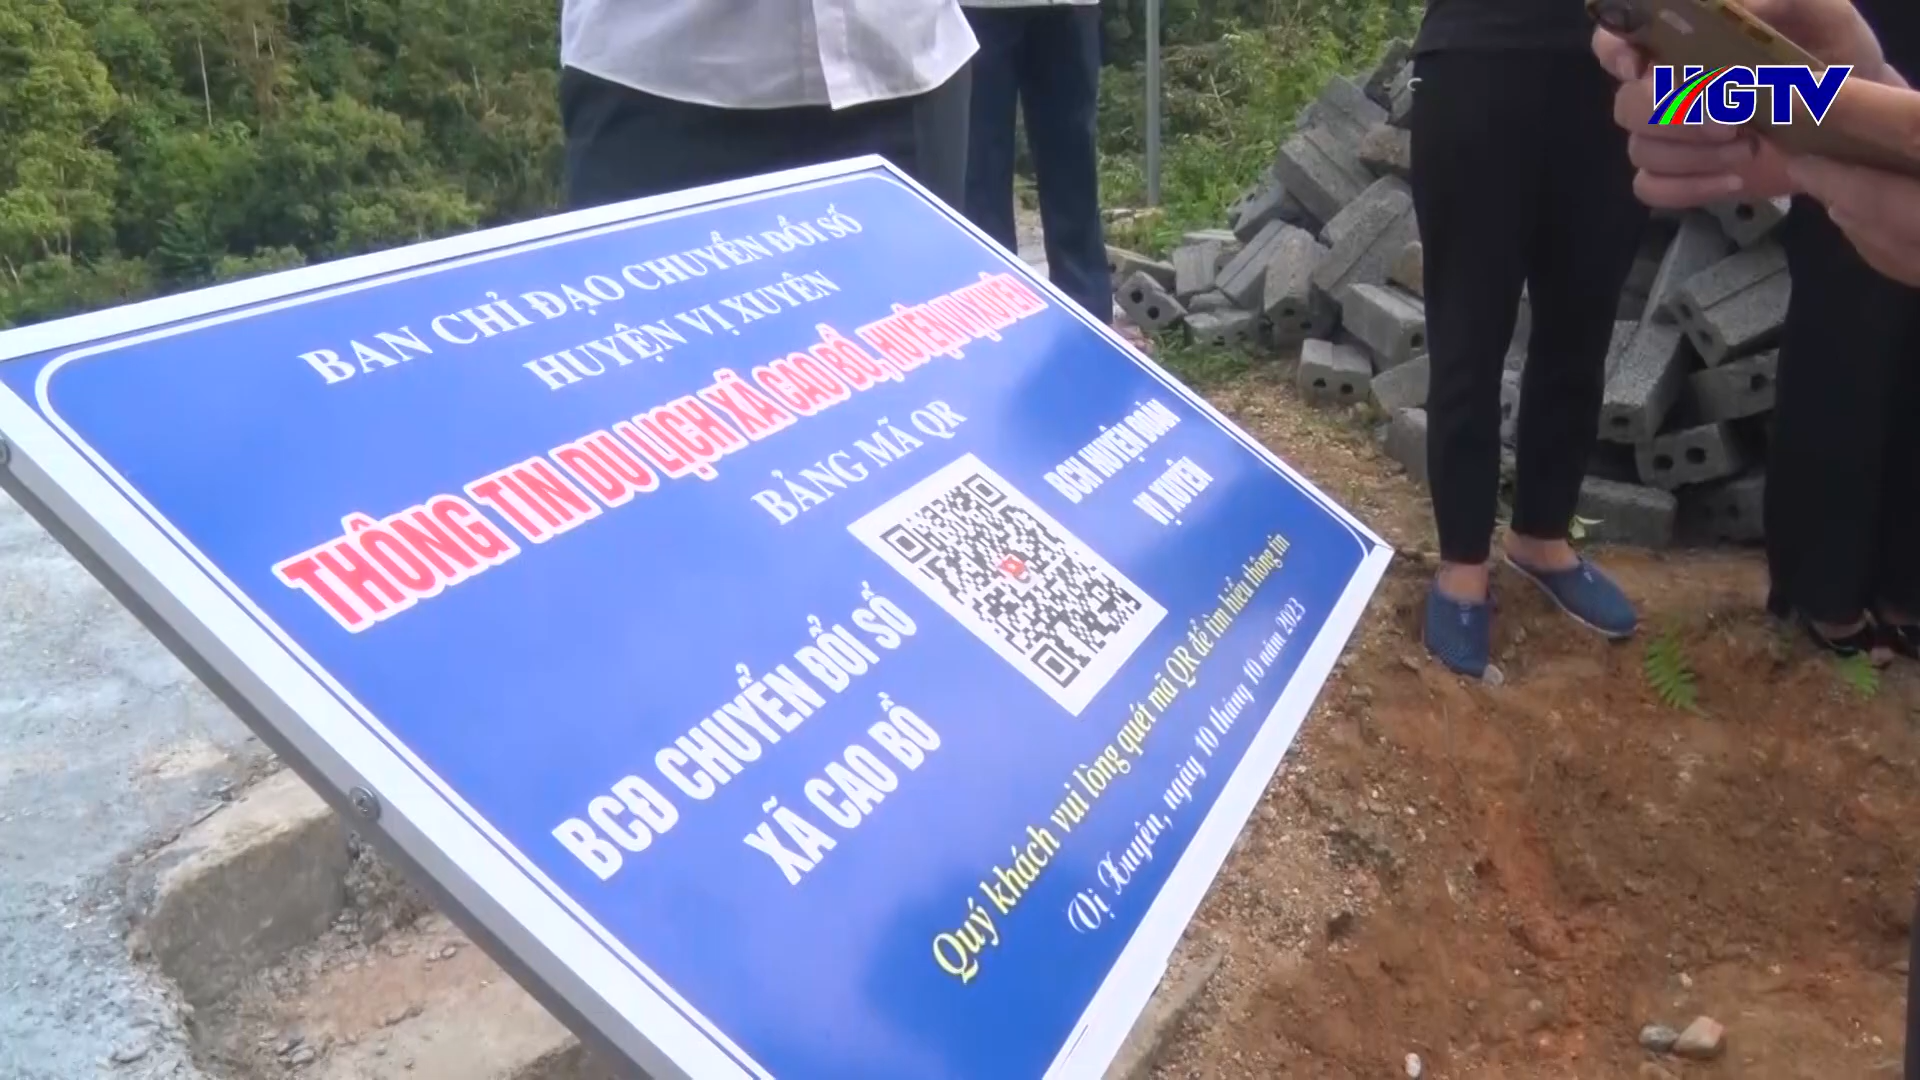 HGTV
BAN CHỈ ĐẠO CHUYỂN ĐỔI SỐ
HUYỆN VỊ XUYÊN
THÔNG TIN DU LỊCH XÃ CAO BỒ, HUYỆN VỊ XUYÊN
BẢNG MÃ QR
BCĐ CHUYỂN ĐỔI SỐ
XÃ CAO BỒ
BCH HUYỆN ĐOÀN
VỊ XUYÊN
Quý khách vui lòng quét mã QR để tìm hiểu thông tin
Vị Xuyên, ngày 10 tháng 10 năm 2023